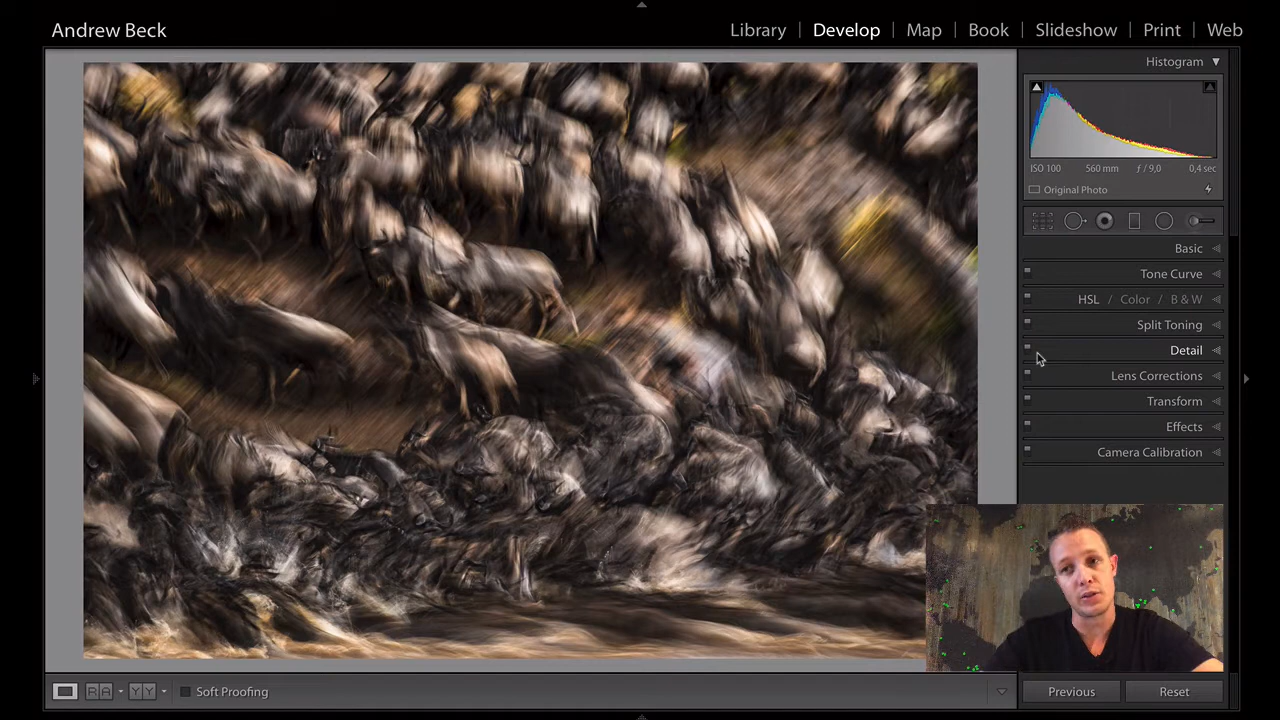 Andrew Beck
Library | Develop | Map | Book | Slideshow | Print | Web
Histogram
ISO 100 560 mm ƒ / 9,0 0,4 sec
Original Photo
Basic
Tone Curve
HSL / Color / B & W
Split Toning
Detail
Lens Corrections
Transform
Effects
Camera Calibration
R A Y Y Soft Proofing
Previous Reset